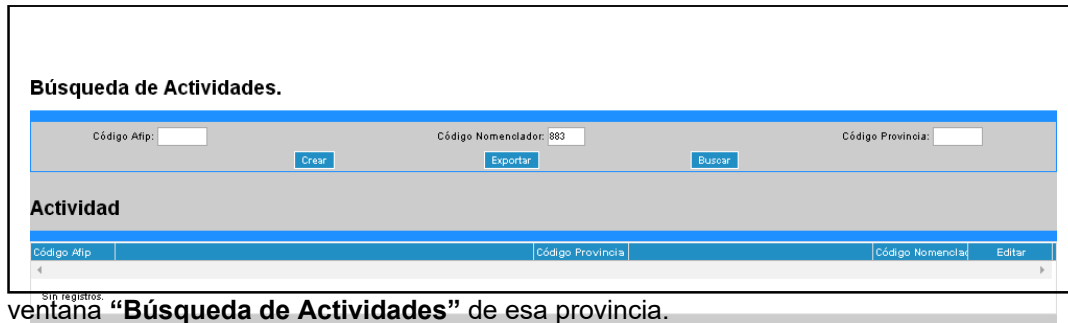 Búsqueda de Actividades.
Código Afip: Código Nomenclador: 883 Código Provincia:
Crear Exportar Buscar
Actividad
Código Afip Código Provincia Código Nomenclad Editar
Sin registros.
ventana “Búsqueda de Actividades” de esa provincia.